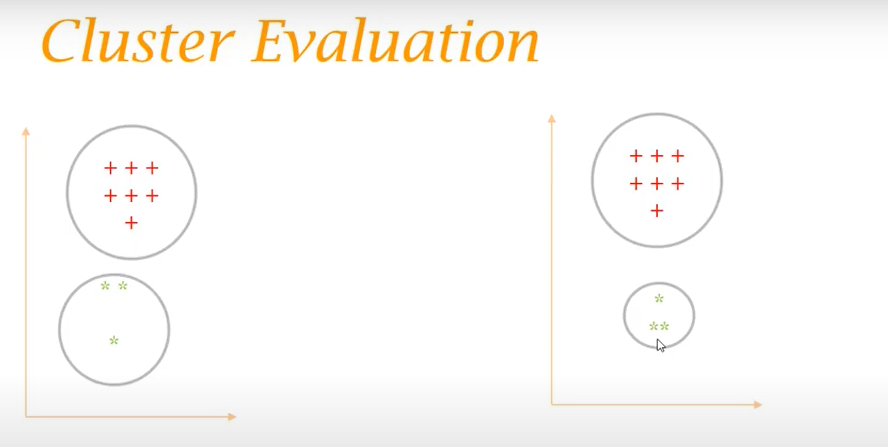 Cluster Evaluation
+ + +
+ + +
+
* *
*
+ + +
+ + +
+
*
**